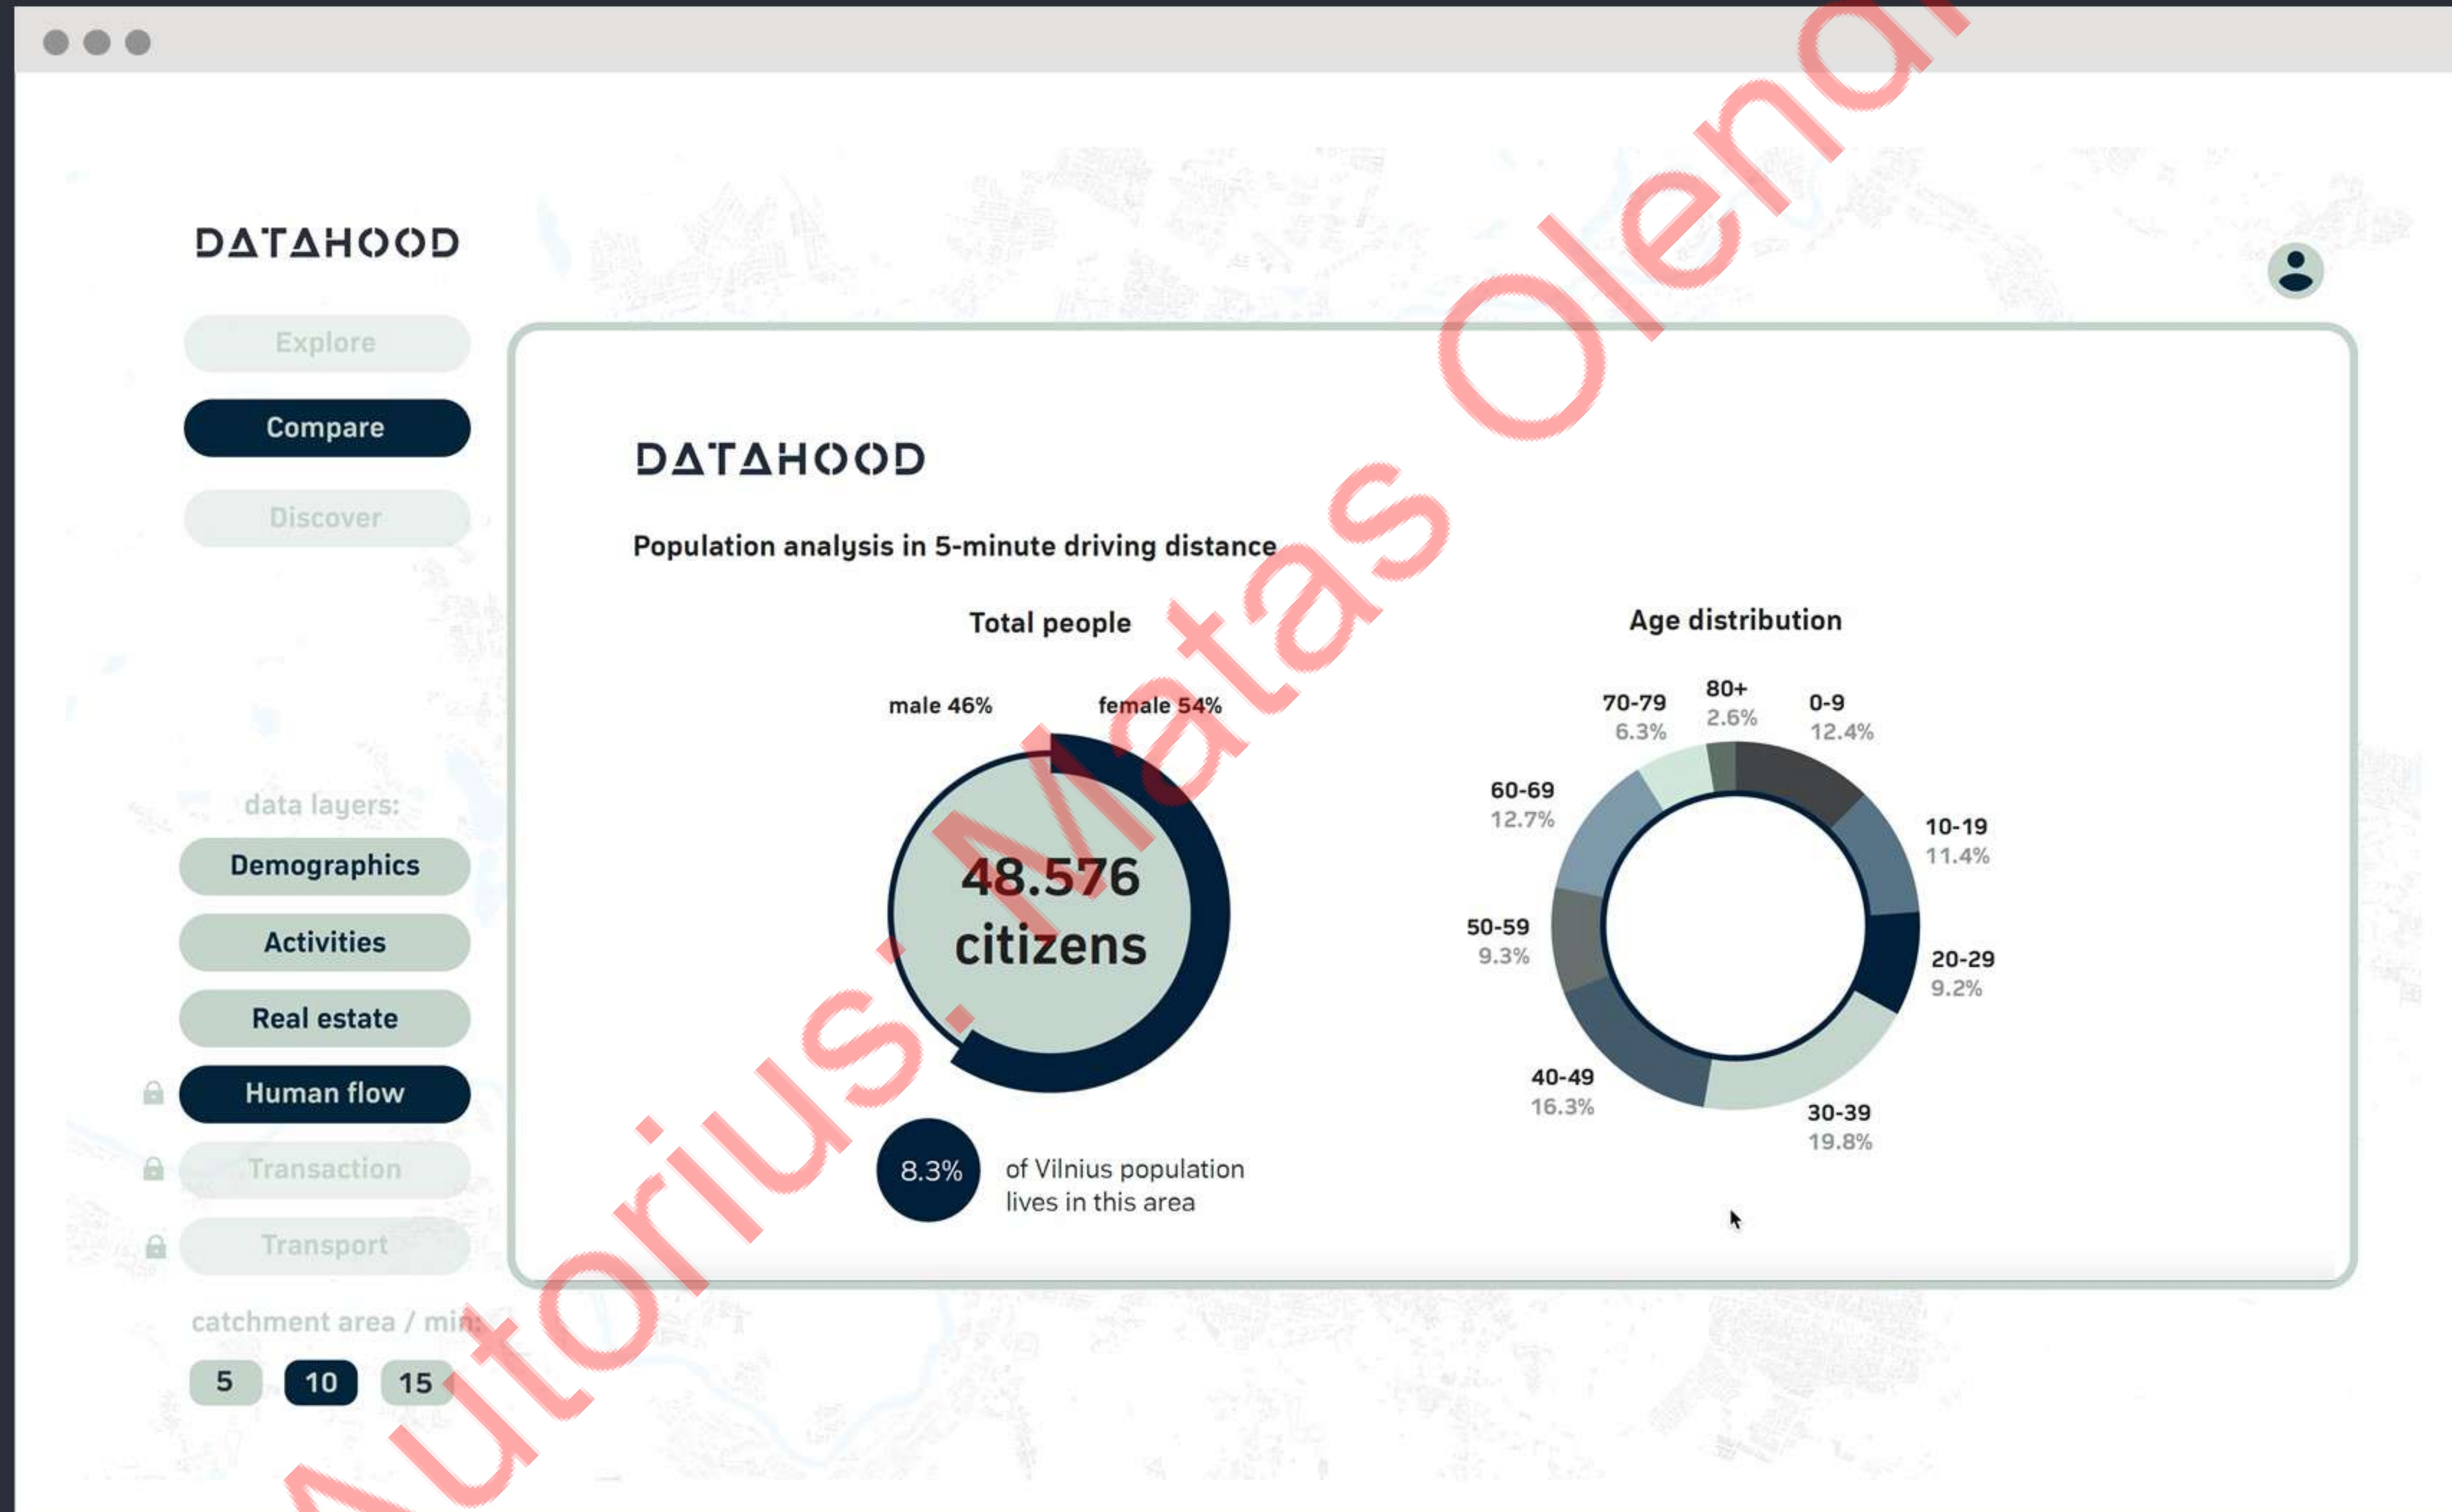 DATAHOOD
Explore
Compare
Discover
data layers:
Demographics
Activities
Real estate
Human flow
Transaction
Transport
catchment area / min:
5
10
15
DATAHOOD
Population analysis in 5-minute driving distance
Total people
male 46%
female 54%
48.576
citizens
8.3%
of Vilnius population
lives in this area
Age distribution
80+
2.6%
0-9
12.4%
10-19
11.4%
20-29
9.2%
30-39
19.8%
40-49
16.3%
50-59
9.3%
60-69
12.7%
70-79
6.3%
Autorius: Matas